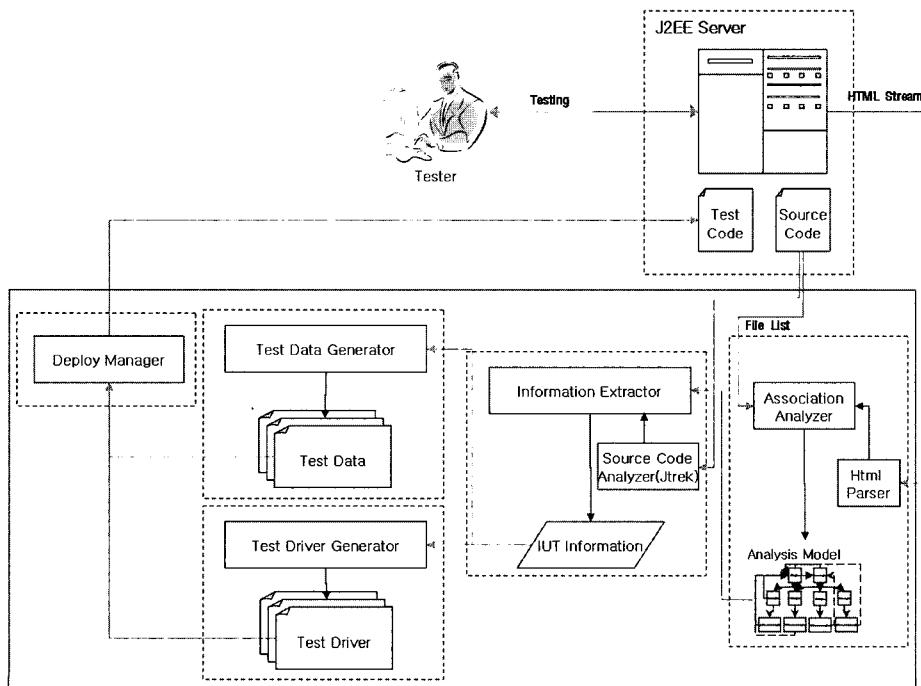 J2EE Server
Testing
HTML Stream
Tester
Test
Code
Source
Code
File List
Deploy Manager
Test Data Generator
Test Data
Information Extractor
Source Code
Analyzer(Jtrek)
Association
Analyzer
Html
Parser
IUT Information
Test Driver Generator
Test Driver
Analysis Model